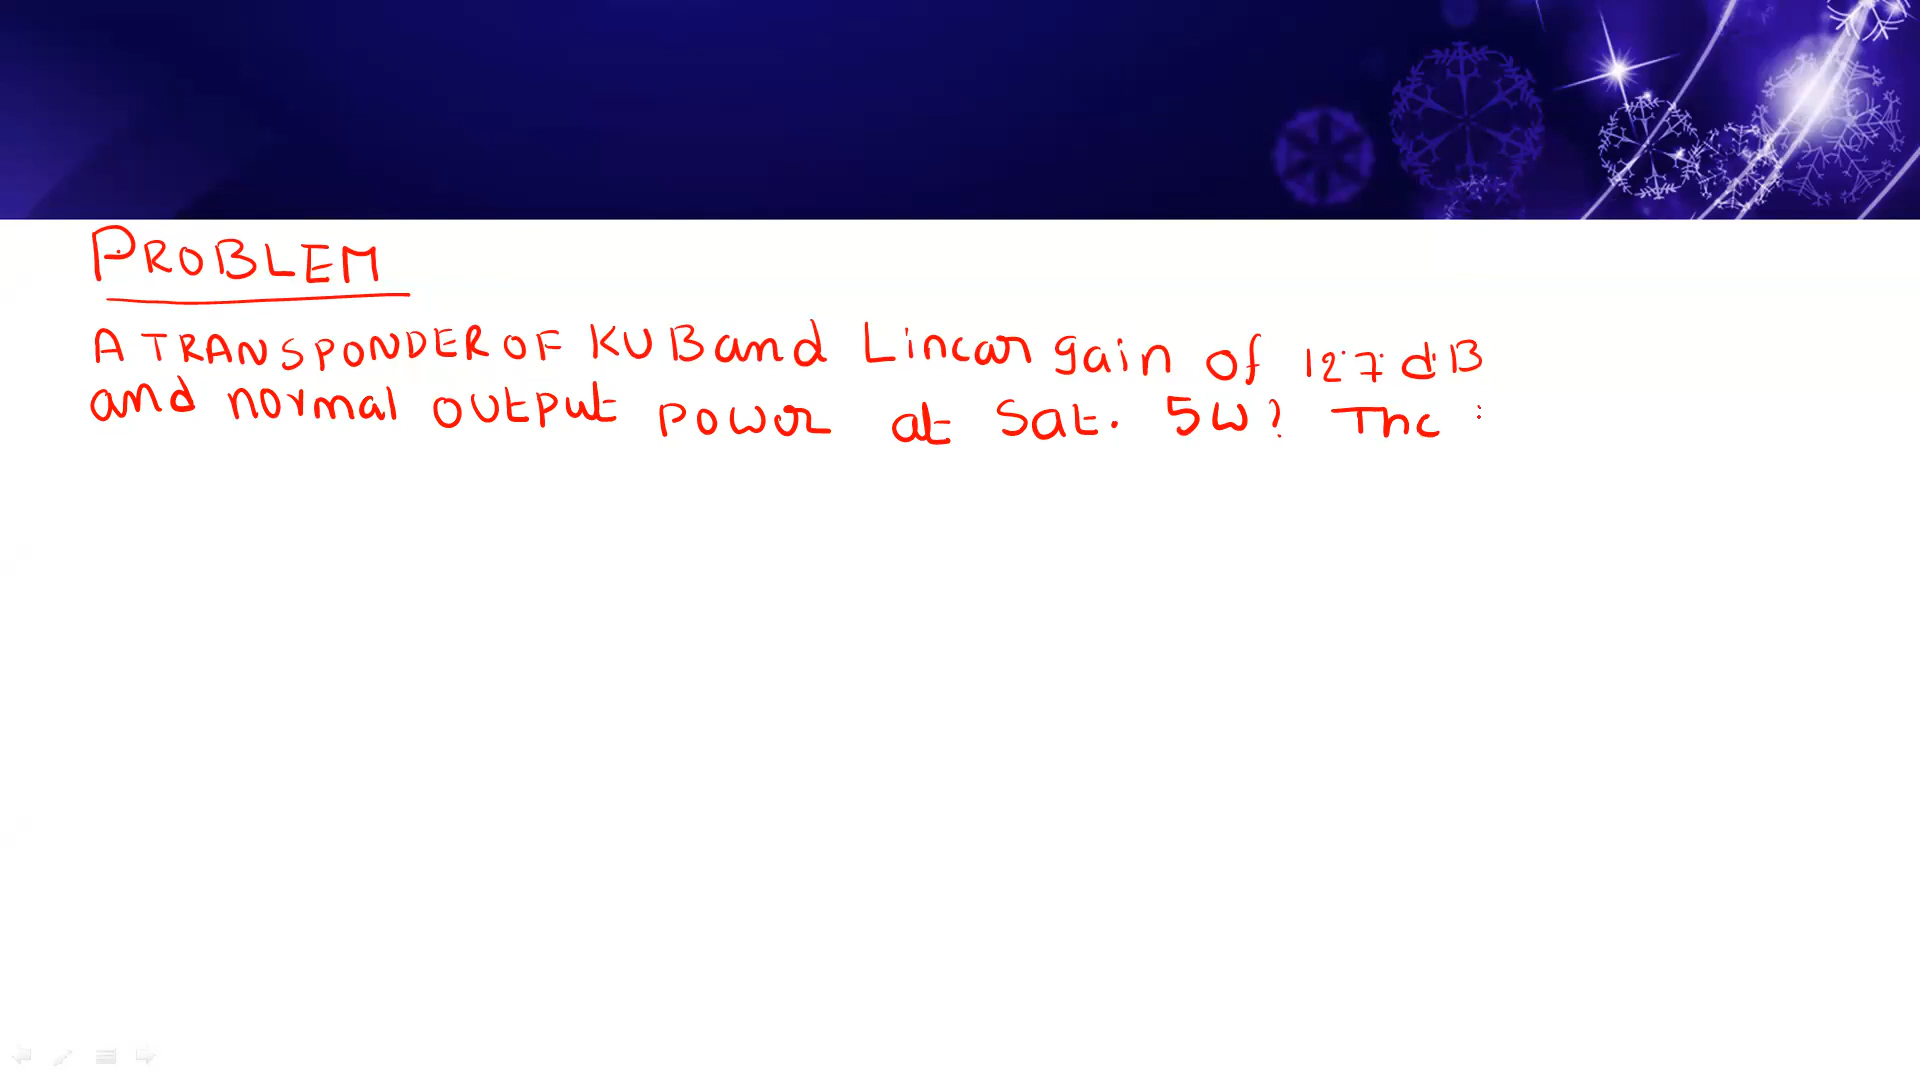 PROBLEM
A TRANSPONDER OF KU Band Linear gain of 127 dB
and normal output power at Sat. 5W? The